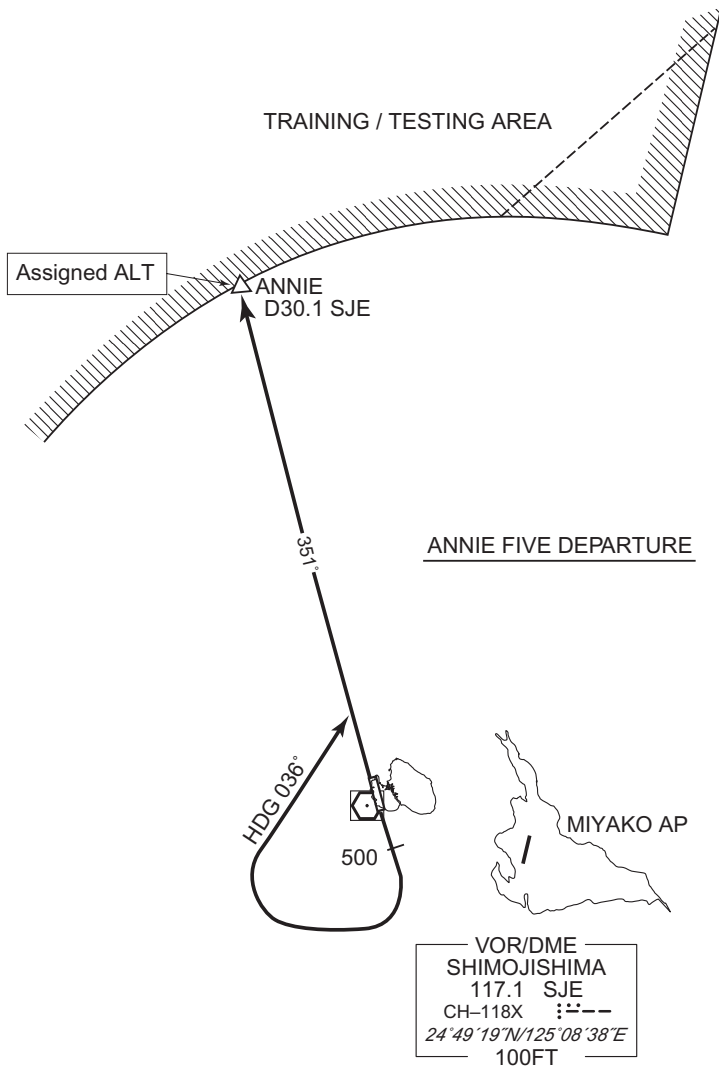 TRAINING / TESTING AREA
Assigned ALT
ANNIE
D30.1 SJE
351°
ANNIE FIVE DEPARTURE
HDG 036°
MIYAKO AP
500
VOR/DME
SHIMOJISHIMA
117.1 SJE
CH–118X
24°49´19˝N/125°08´38˝E
100FT